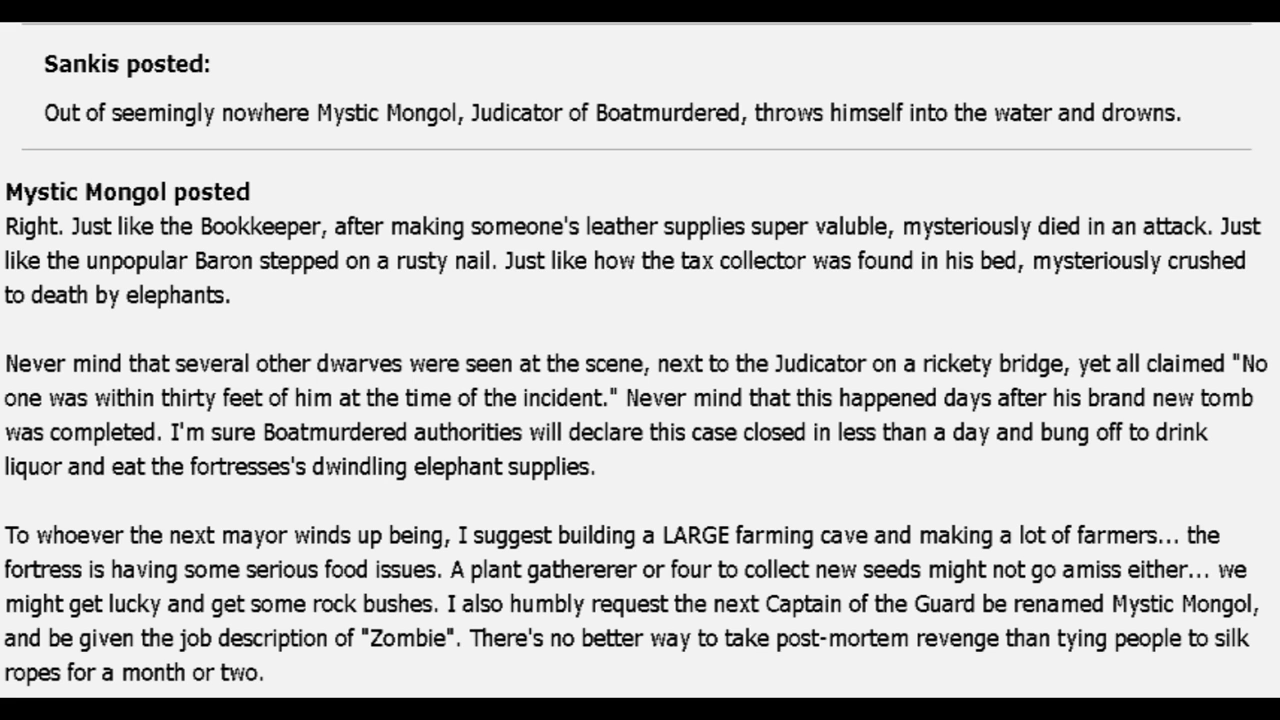 Sankis posted:
Out of seemingly nowhere Mystic Mongol, Judicator of Boatmurdered, throws himself into the water and drowns.
Mystic Mongol posted
Right. Just like the Bookkeeper, after making someone's leather supplies super valuble, mysteriously died in an attack. Just
like the unpopular Baron stepped on a rusty nail. Just like how the tax collector was found in his bed, mysteriously crushed
to death by elephants.
Never mind that several other dwarves were seen at the scene, next to the Judicator on a rickety bridge, yet all claimed "No
one was within thirty feet of him at the time of the incident." Never mind that this happened days after his brand new tomb
was completed. I'm sure Boatmurdered authorities will declare this case closed in less than a day and bung off to drink
liquor and eat the fortresses's dwindling elephant supplies.
To whoever the next mayor winds up being, I suggest building a LARGE farming cave and making a lot of farmers... the
fortress is having some serious food issues. A plant gathererer or four to collect new seeds might not go amiss either... we
might get lucky and get some rock bushes. I also humbly request the next Captain of the Guard be renamed Mystic Mongol,
and be given the job description of "Zombie". There's no better way to take post-mortem revenge than tying people to silk
ropes for a month or two.